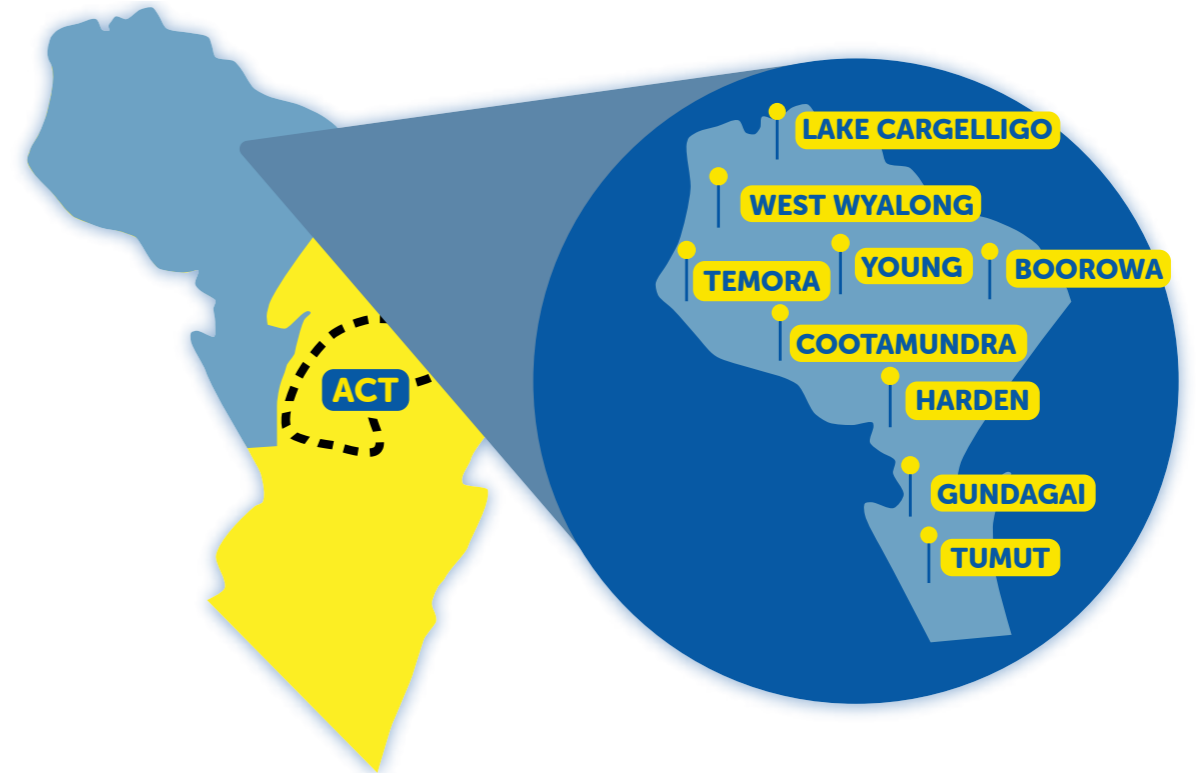 LAKE CARGELLIGO
WEST WYALONG
YOUNG
BOOROWA
TEMORA
COOTAMUNDRA
ACT
HARDEN
GUNDAGAI
TUMUT